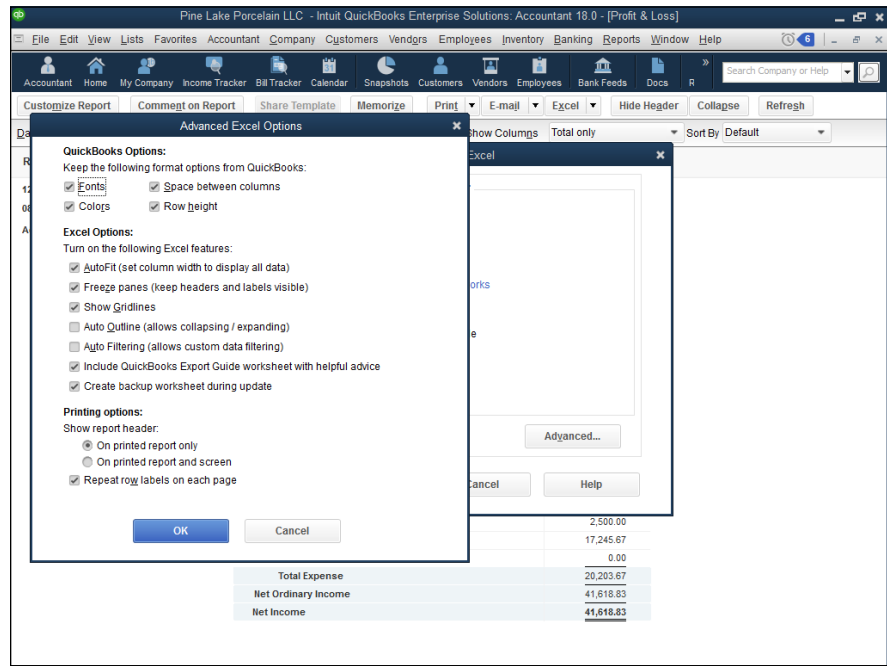 Pine Lake Porcelain LLC - Intuit QuickBooks Enterprise Solutions: Accountant 18.0 - [Profit & Loss]
File Edit View Lists Favorites Accountant Company Customers Vendors Employees Inventory Banking Reports Window Help 6
Accountant Home My Company Income Tracker Bill Tracker Calendar Snapshots Customers Vendors Employees Bank Feeds Docs R » Search Company or Help
Customize Report Comment on Report Share Template Memorize Print E-mail Excel Hide Header Collapse Refresh
Da Show Columns Total only Sort By Default
Advanced Excel Options
Excel
QuickBooks Options:
Keep the following format options from QuickBooks:
Fonts Space between columns
Colors Row height
Excel Options:
Turn on the following Excel features:
AutoFit (set column width to display all data)
Freeze panes (keep headers and labels visible)
Show Gridlines
Auto Outline (allows collapsing / expanding)
Auto Filtering (allows custom data filtering)
Include QuickBooks Export Guide worksheet with helpful advice
Create backup worksheet during update
Printing options:
Show report header:
On printed report only
On printed report and screen
Repeat row labels on each page
OK Cancel
R
12
08
A
orks
e
Advanced...
Cancel Help
2,500.00
17,245.67
0.00
Total Expense 20,203.67
Net Ordinary Income 41,618.83
Net Income 41,618.83